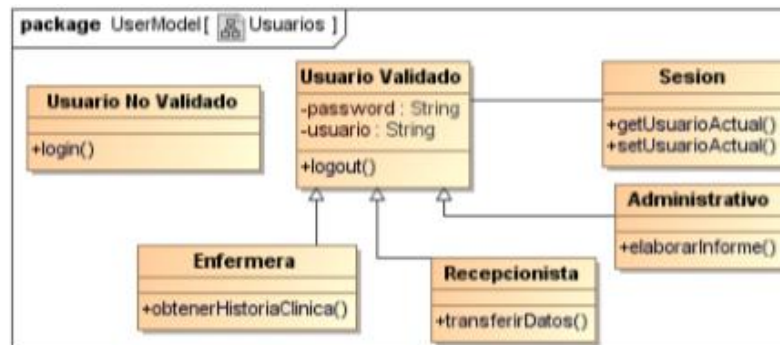 package UserModel[ Usuarios ]
Usuario No Validado
+login()
Usuario Validado
-password : String
-usuario : String
+logout()
Sesion
+getUsuarioActual()
+setUsuarioActual()
Administrativo
+elaborarInforme()
Enfermera
+obtenerHistoriaClinica()
Recepcionista
+transferirDatos()